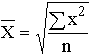 X̅ = √(∑x²/n)